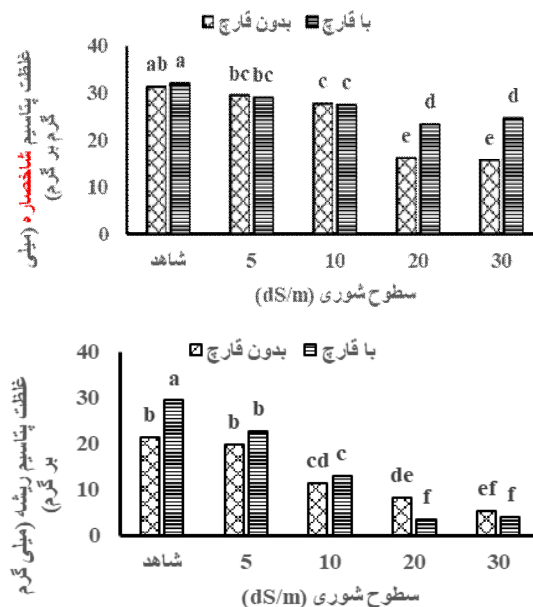 بدون قارچ با قارچ
غلظت پتاسیم شاخصاره (میلی
گرم بر گرم)
40
30
20
10
0
ab a bc bc c c e d e d
شاهد 5 10 20 30
سطوح شوری (dS/m)
بدون قارچ با قارچ
غلظت پتاسیم ریشه (میلی گرم
بر گرم)
40
30
20
10
0
b a b b cd c de f ef f
شاهد 5 10 20 30
سطوح شوری (dS/m)